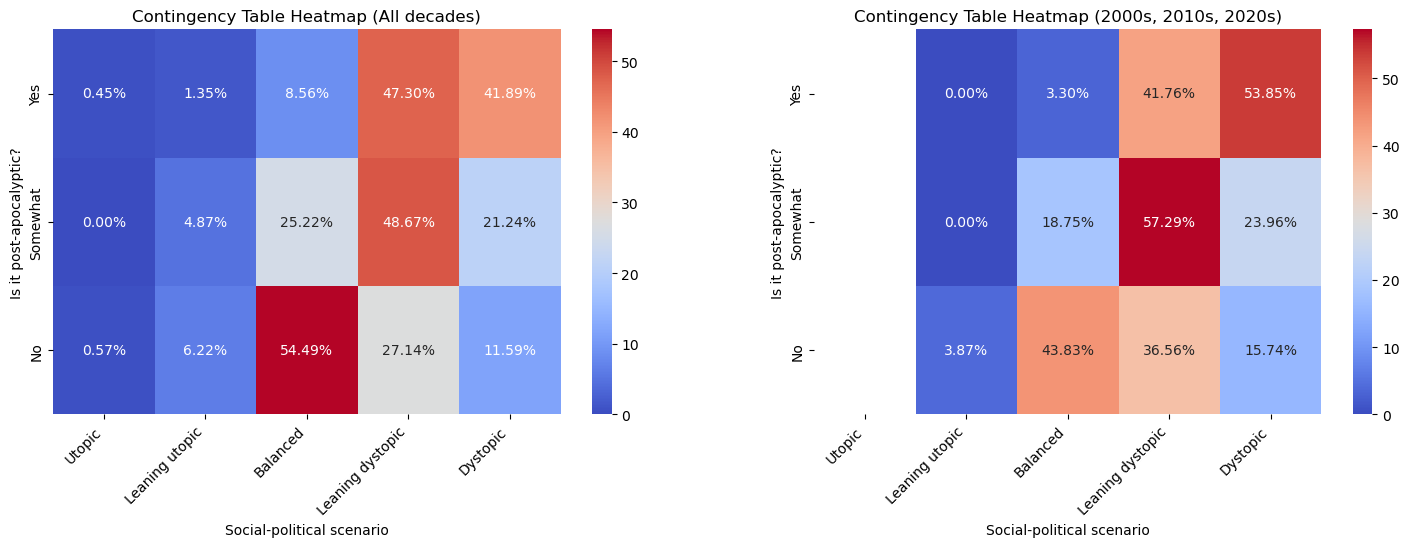 Contingency Table Heatmap (All decades)
Is it post-apocalyptic?
Yes
0.45% 1.35% 8.56% 47.30% 41.89%
Somewhat
0.00% 4.87% 25.22% 48.67% 21.24%
No
0.57% 6.22% 54.49% 27.14% 11.59%
Utopic
Leaning utopic
Balanced
Leaning dystopic
Dystopic
Social-political scenario
50
40
30
20
10
0
Contingency Table Heatmap (2000s, 2010s, 2020s)
Is it post-apocalyptic?
Yes
0.00% 3.30% 41.76% 53.85%
Somewhat
0.00% 18.75% 57.29% 23.96%
No
3.87% 43.83% 36.56% 15.74%
Utopic
Leaning utopic
Balanced
Leaning dystopic
Dystopic
Social-political scenario
50
40
30
20
10
0